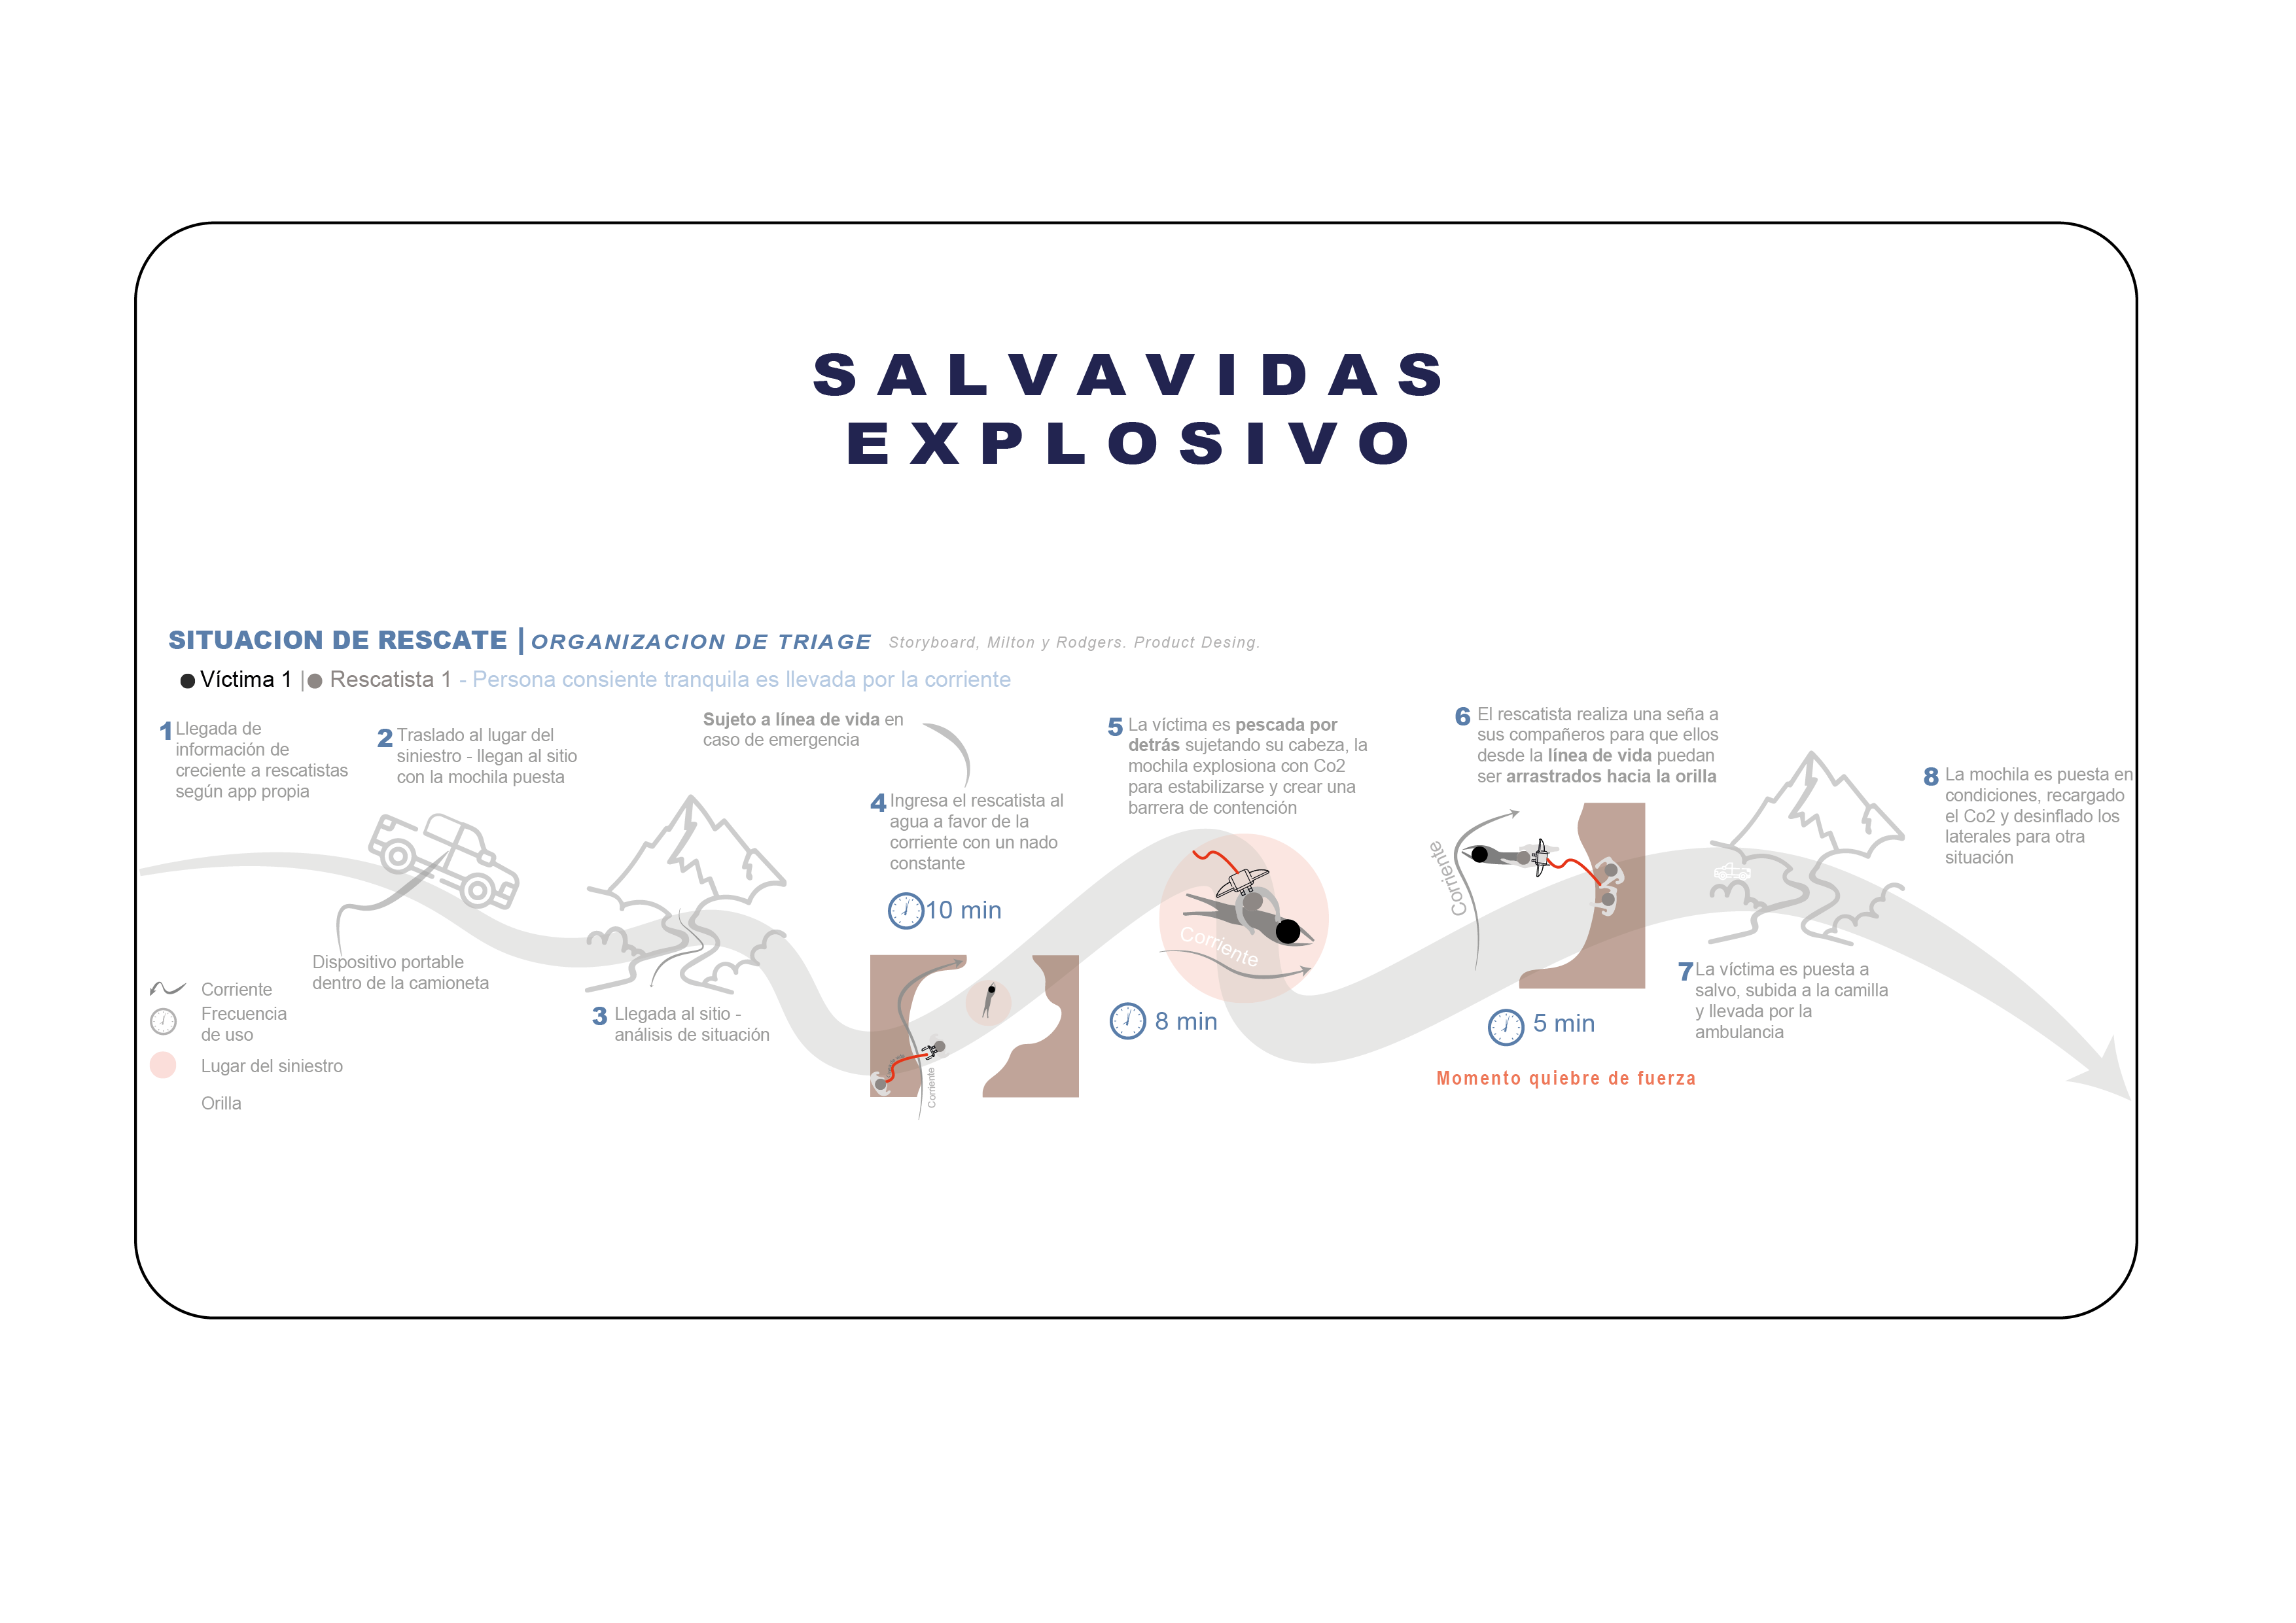 SALVAVIDAS
EXPLOSIVO
SITUACION DE RESCATE | ORGANIZACION DE TRIAGE Storyboard, Milton y Rodgers. Product Desing.
Víctima 1 | Rescatista 1 - Persona consiente tranquila es llevada por la corriente
1 Llegada de
información de
creciente a rescatistas
según app propia
2 Traslado al lugar del
siniestro - llegan al sitio
con la mochila puesta
Dispositivo portable
dentro de la camioneta
3 Llegada al sitio -
análisis de situación
Sujeto a línea de vida en
caso de emergencia
4 Ingresa el rescatista al
agua a favor de la
corriente con un nado
constante
10 min
Corriente
5 La víctima es pescada por
detrás sujetando su cabeza, la
mochila explosiona con Co2
para estabilizarse y crear una
barrera de contención
Corriente
8 min
6 El rescatista realiza una seña a
sus compañeros para que ellos
desde la línea de vida puedan
ser arrastrados hacia la orilla
Corriente
5 min
Momento quiebre de fuerza
7 La víctima es puesta a
salvo, subida a la camilla
y llevada por la
ambulancia
8 La mochila es puesta en
condiciones, recargado
el Co2 y desinflado los
laterales para otra
situación
Corriente
Frecuencia
de uso
Lugar del siniestro
Orilla